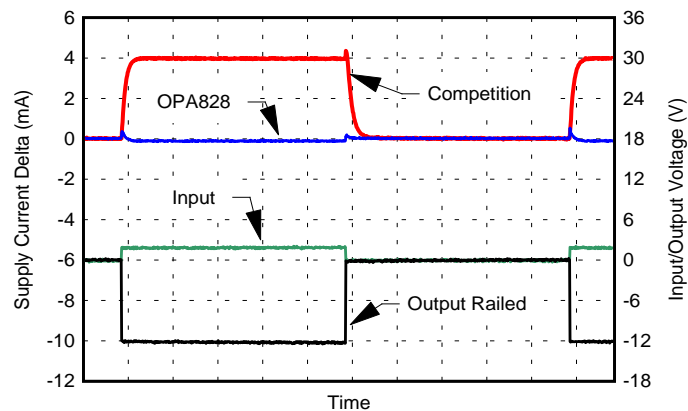 6
4
2
0
-2
-4
-6
-8
-10
-12
36
30
24
18
12
6
0
-6
-12
-18
Supply Current Delta (mA)
Input/Output Voltage (V)
Time
Competition
OPA828
Input
Output Railed